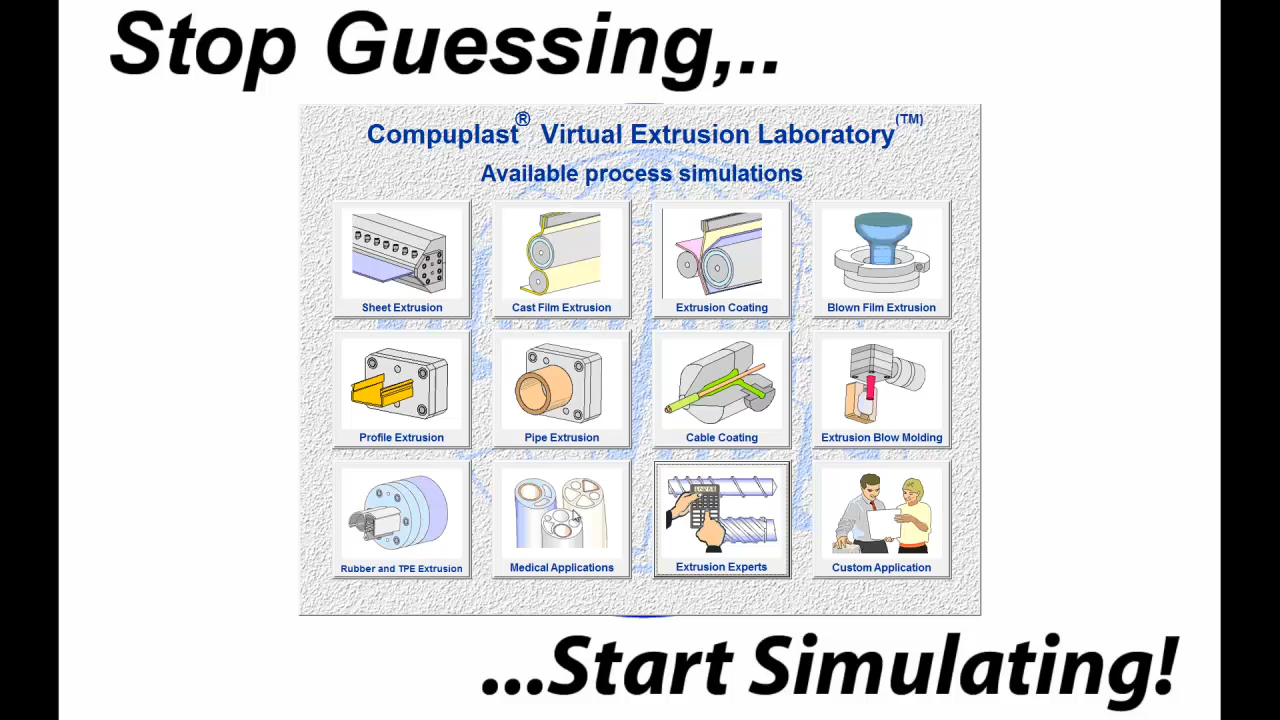 Stop Guessing,..
Compuplast® Virtual Extrusion Laboratory(TM)
Available process simulations
Sheet Extrusion
Cast Film Extrusion
Extrusion Coating
Blown Film Extrusion
Profile Extrusion
Pipe Extrusion
Cable Coating
Extrusion Blow Molding
Rubber and TPE Extrusion
Medical Applications
Extrusion Experts
Custom Application
...Start Simulating!